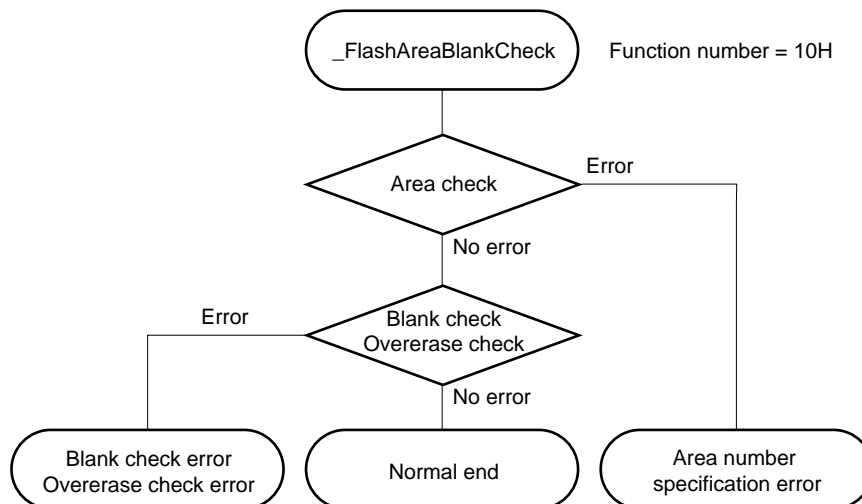 _FlashAreaBlankCheck
Function number = 10H
Area check
Error
No error
Error
Blank check
Overerase check
No error
Blank check error
Overerase check error
Normal end
Area number
specification error